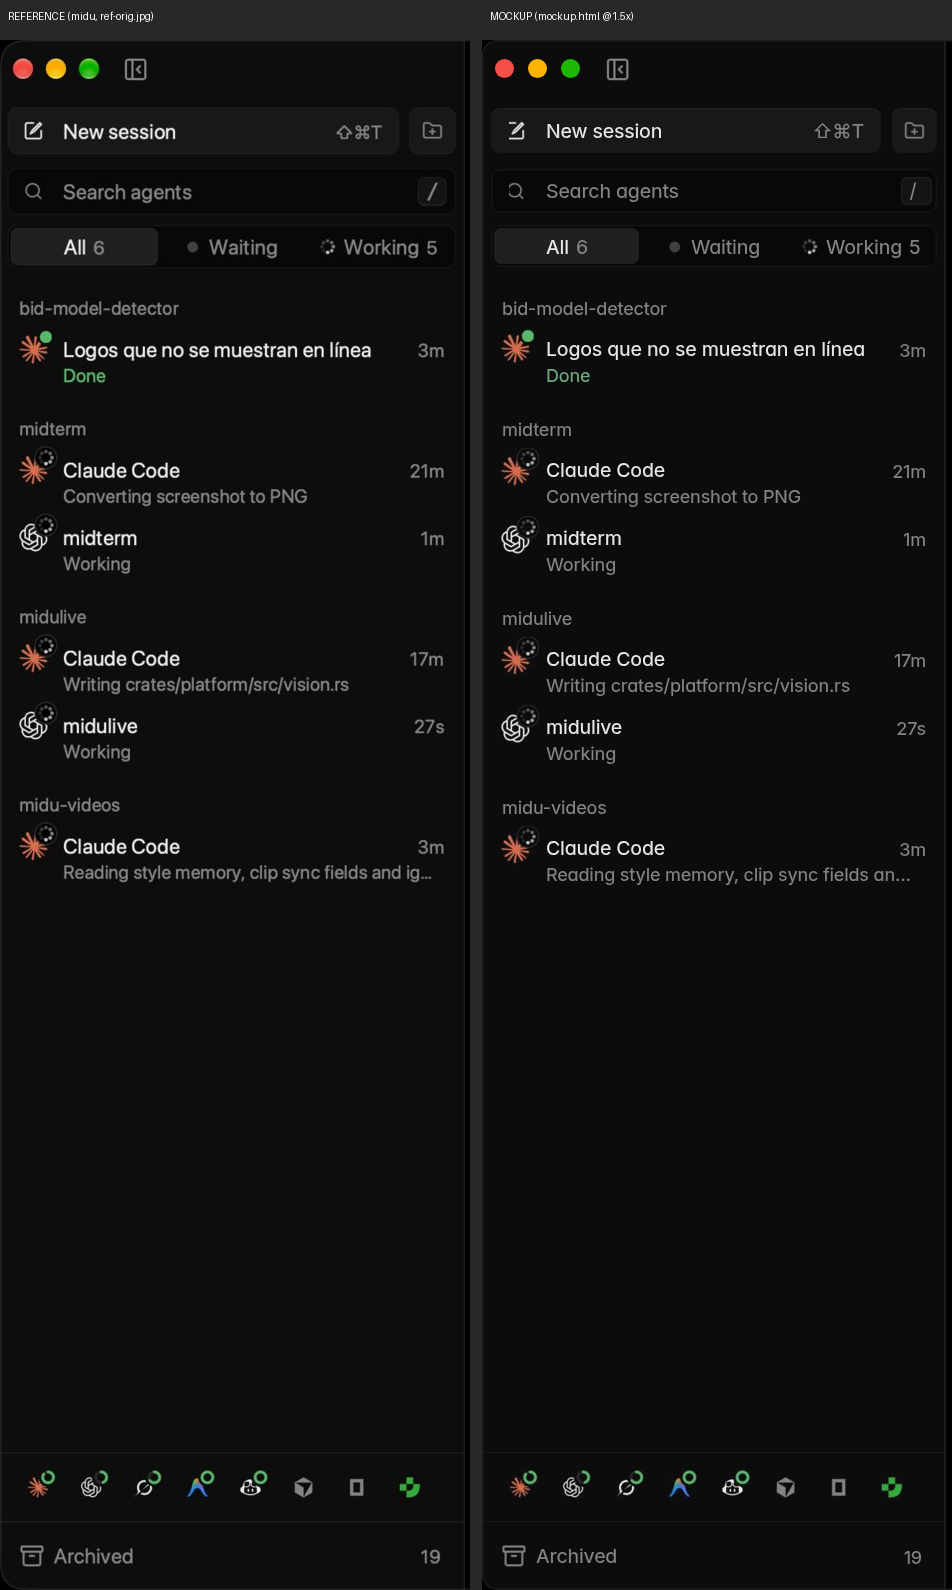 REFERENCE (midu, ref-orig.jpg)
New session ⇧⌘T
Search agents /
All 6 Waiting Working 5
bid-model-detector
Logos que no se muestran en línea 3m
Done
midterm
Claude Code 21m
Converting screenshot to PNG
midterm 1m
Working
midulive
Claude Code 17m
Writing crates/platform/src/vision.rs
midulive 27s
Working
midu-videos
Claude Code 3m
Reading style memory, clip sync fields and ig...
Archived 19
MOCKUP (mockup.html @1.5x)
New session ⇧⌘T
Search agents /
All 6 Waiting Working 5
bid-model-detector
Logos que no se muestran en línea 3m
Done
midterm
Claude Code 21m
Converting screenshot to PNG
midterm 1m
Working
midulive
Claude Code 17m
Writing crates/platform/src/vision.rs
midulive 27s
Working
midu-videos
Claude Code 3m
Reading style memory, clip sync fields an...
Archived 19